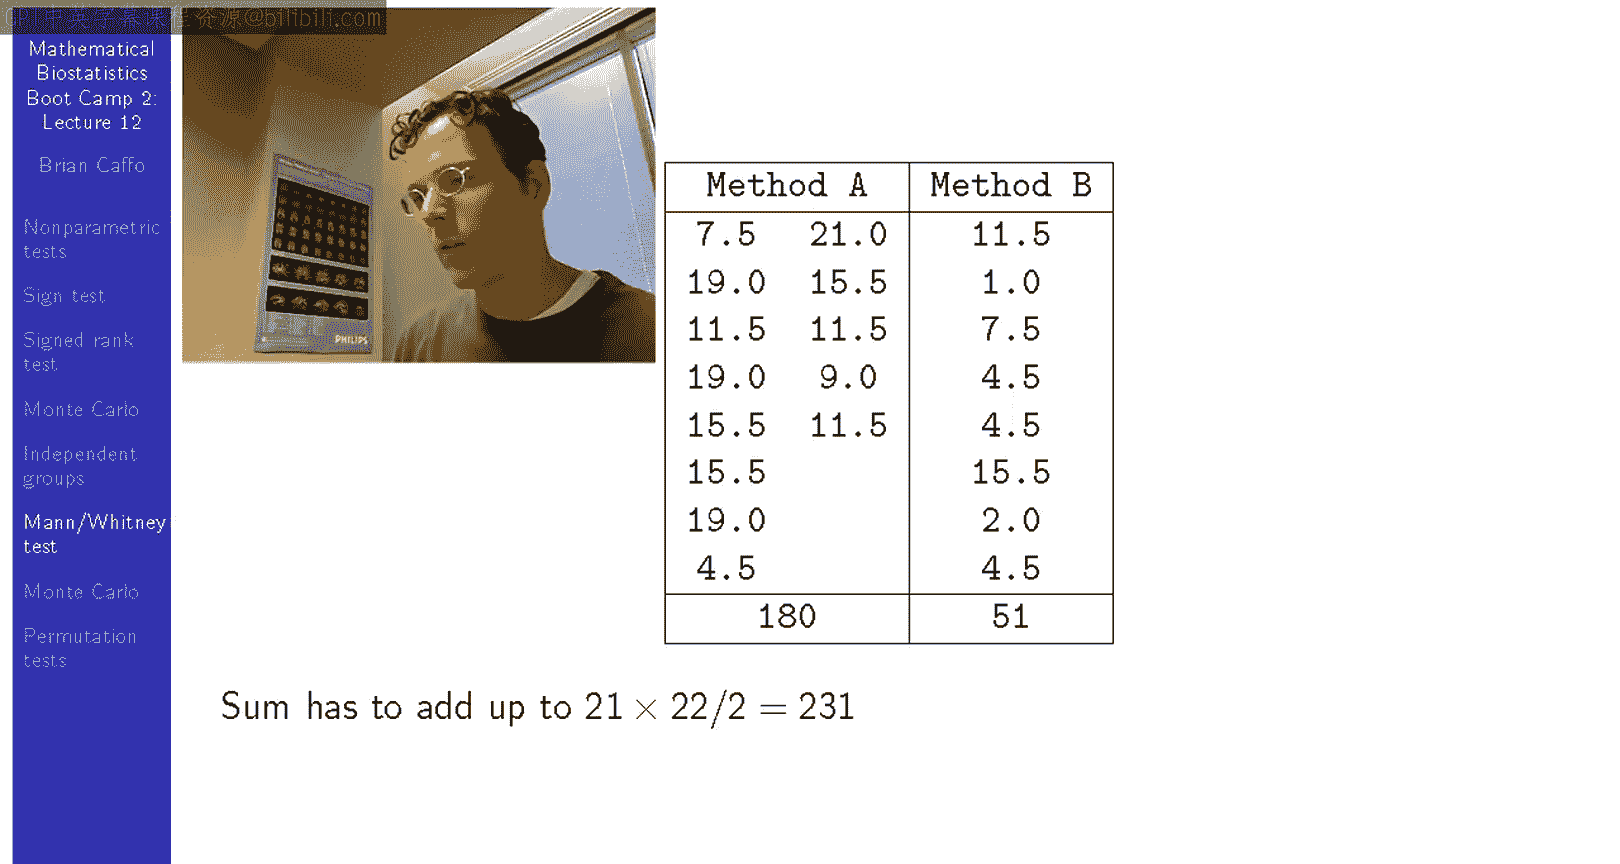 @bilibili.com
Mathematical
Biostatistics
Boot Camp 2:
Lecture 12
Brian Caffo
Nonparametric
tests
Sign test
Signed rank
test
Monte Carlo
Independent
groups
Mann/Whitney
test
Monte Carlo
Permutation
tests
PHILIPS
Method A Method B
7.5 21.0 11.5
19.0 15.5 1.0
11.5 11.5 7.5
19.0 9.0 4.5
15.5 11.5 4.5
15.5 15.5
19.0 2.0
4.5 4.5
180 51
Sum has to add up to 21 × 22/2 = 231